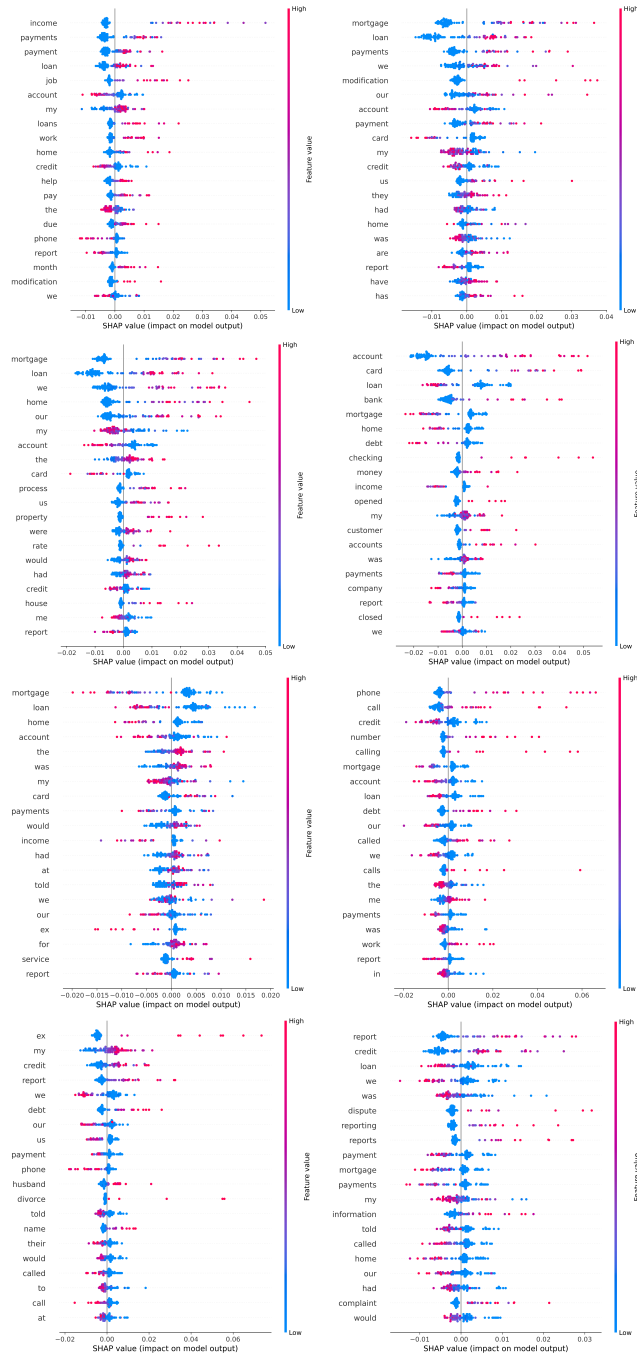 High
income
payments
payment
loan
job
account
my
loans
work
home
credit
help
pay
the
due
phone
report
month
modification
we
Feature value
Low
−0.01 0.00 0.01 0.02 0.03 0.04 0.05
SHAP value (impact on model output)
High
mortgage
loan
payments
we
modification
our
account
payment
card
my
credit
us
they
had
home
was
are
report
have
has
Low
−0.01 0.00 0.01 0.02 0.03 0.04
SHAP value (impact on model output)
High
mortgage
loan
we
home
our
my
account
the
card
process
us
property
were
rate
would
had
credit
house
me
report
Feature value
Low
−0.02 −0.01 0.00 0.01 0.02 0.03 0.04 0.05
SHAP value (impact on model output)
High
account
card
loan
bank
mortgage
home
debt
checking
money
income
opened
my
customer
accounts
was
payments
company
report
closed
we
Feature value
Low
−0.02 −0.01 0.00 0.01 0.02 0.03 0.04 0.05
SHAP value (impact on model output)
High
mortgage
loan
home
account
the
was
my
card
payments
would
income
had
at
told
we
our
ex
for
service
report
Feature value
Low
−0.020 −0.015 −0.010 −0.005 0.000 0.005 0.010 0.015 0.020
SHAP value (impact on model output)
High
phone
call
credit
number
calling
mortgage
account
loan
debt
our
called
we
calls
the
me
payments
was
work
report
in
Low
−0.02 0.00 0.02 0.04 0.06
SHAP value (impact on model output)
High
ex
my
credit
report
we
debt
our
us
payment
phone
husband
divorce
told
name
their
would
called
to
call
at
Feature value
Low
−0.02 0.00 0.02 0.04 0.06
SHAP value (impact on model output)
High
report
credit
loan
we
was
dispute
reporting
reports
payment
mortgage
payments
my
information
told
called
home
our
had
complaint
would
Feature value
Low
−0.01 0.00 0.01 0.02 0.03
SHAP value (impact on model output)